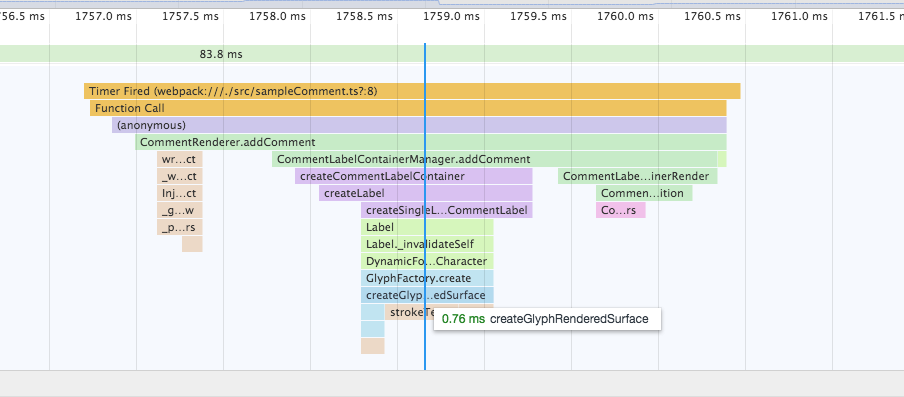 756.5 ms 1757.0 ms 1757.5 ms 1758.0 ms 1758.5 ms 1759.0 ms 1759.5 ms 1760.0 ms 1760.5 ms 1761.0 ms 1761.5 m
83.8 ms
Timer Fired (webpack:///./src/sampleComment.ts?:8)
Function Call
(anonymous)
CommentRenderer.addComment
wr...ct CommentLabelContainerManager.addComment
_w...ct createCommentLabelContainer CommentLabe...inerRender
Inj...ct createLabel Commen...ition
_g...w createSingleL...CommentLabel Co...rs
_p...rs Label
Label._invalidateSelf
DynamicFo...Character
GlyphFactory.create
createGlyp...edSurface
strokeTe
0.76 ms createGlyphRenderedSurface